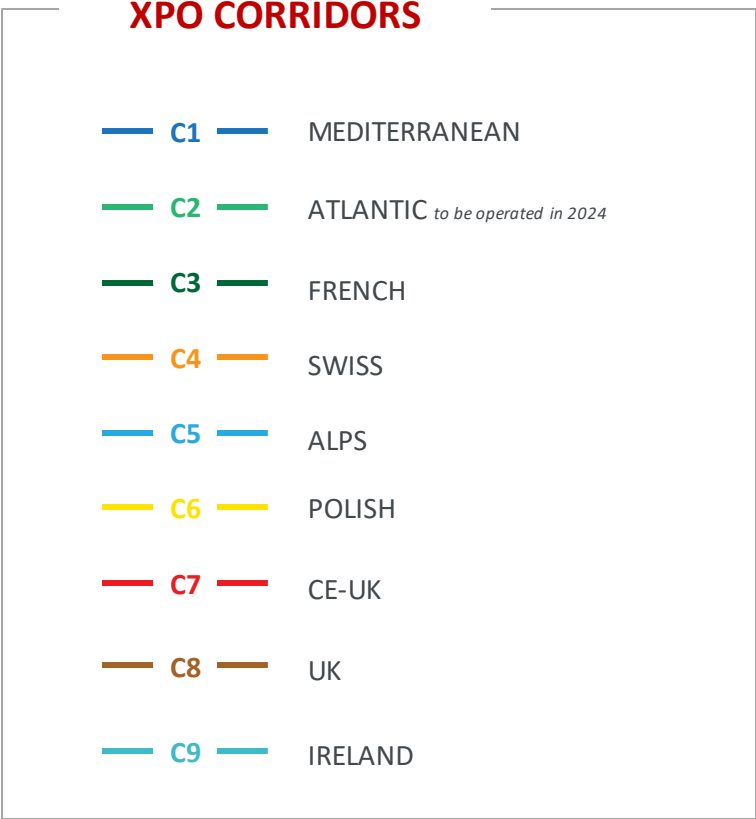 XPO CORRIDORS
C1 MEDITERRANEAN
C2 ATLANTIC to be operated in 2024
C3 FRENCH
C4 SWISS
C5 ALPS
C6 POLISH
C7 CE-UK
C8 UK
C9 IRELAND